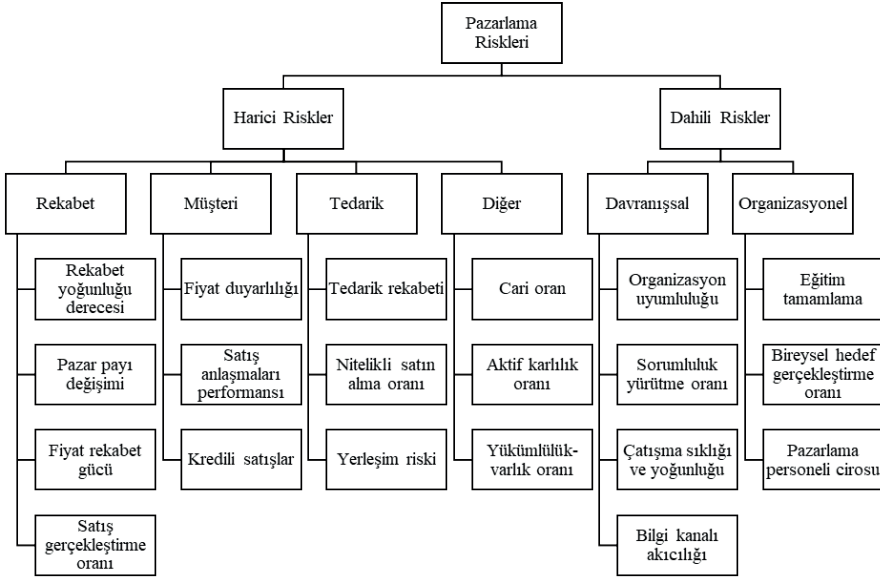 Pazarlama
Riskleri
Harici Riskler
Dahili Riskler
Rekabet
Müşteri
Tedarik
Diğer
Davranışsal
Organizasyonel
Rekabet
yoğunluğu
derecesi
Pazar payı
değişimi
Fiyat rekabet
gücü
Satış
gerçekleştirme
oranı
Fiyat duyarlılığı
Satış
anlaşmaları
performansı
Kredili satışlar
Tedarik rekabeti
Nitelikli satın
alma oranı
Yerleşim riski
Cari oran
Aktif karlılık
oranı
Yükümlülük-
varlık oranı
Organizasyon
uyumluluğu
Sorumluluk
yürütme oranı
Çatışma sıklığı
ve yoğunluğu
Bilgi kanalı
akıcılığı
Eğitim
tamamlama
Bireysel hedef
gerçekleştirme
oranı
Pazarlama
personeli cirosu